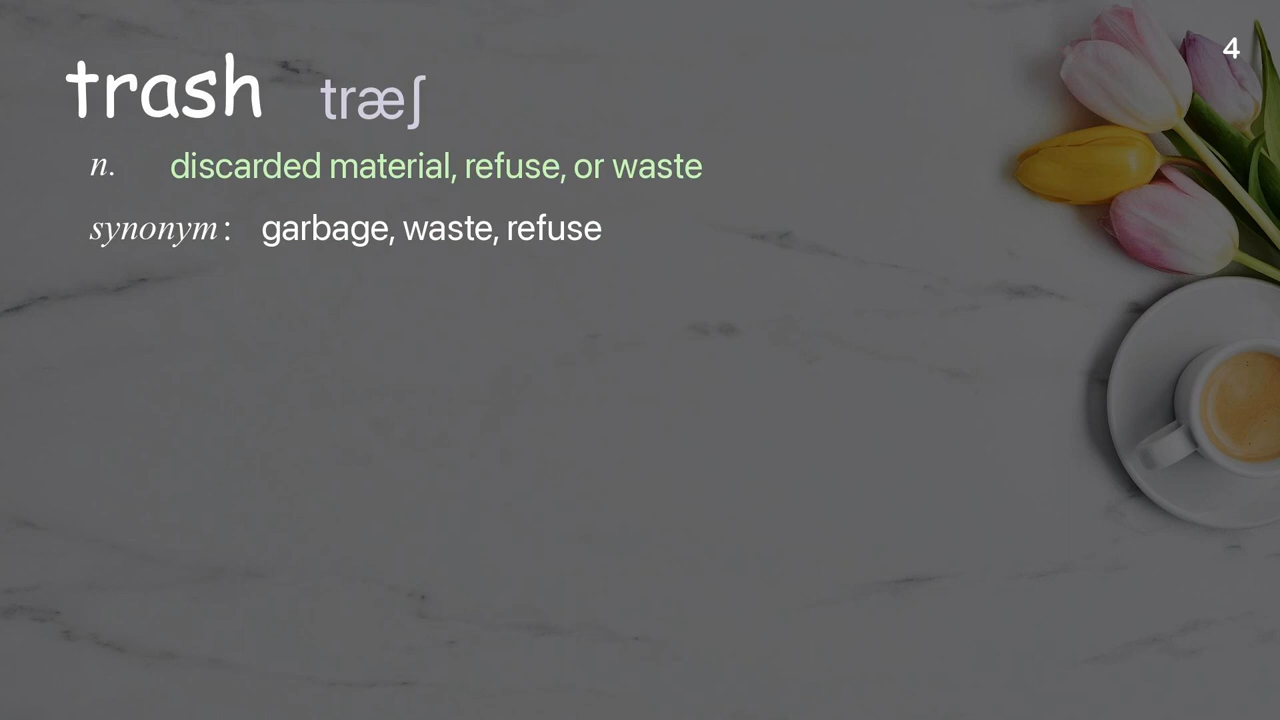 4
trash træʃ
n. discarded material, refuse, or waste
synonym : garbage, waste, refuse